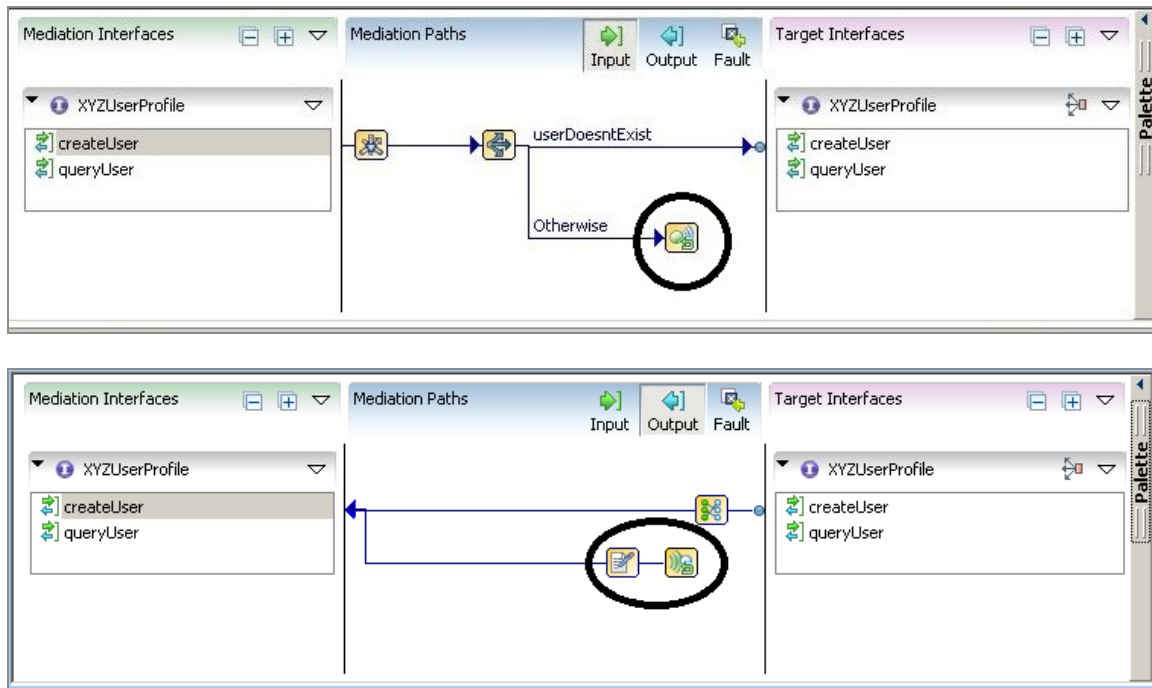 Mediation Interfaces
Mediation Paths
Input
Output
Fault
Target Interfaces
Palette
XYZUserProfile
createUser
queryUser
userDoesntExist
Otherwise
XYZUserProfile
createUser
queryUser
Mediation Interfaces
Mediation Paths
Input
Output
Fault
Target Interfaces
Palette
XYZUserProfile
createUser
queryUser
XYZUserProfile
createUser
queryUser